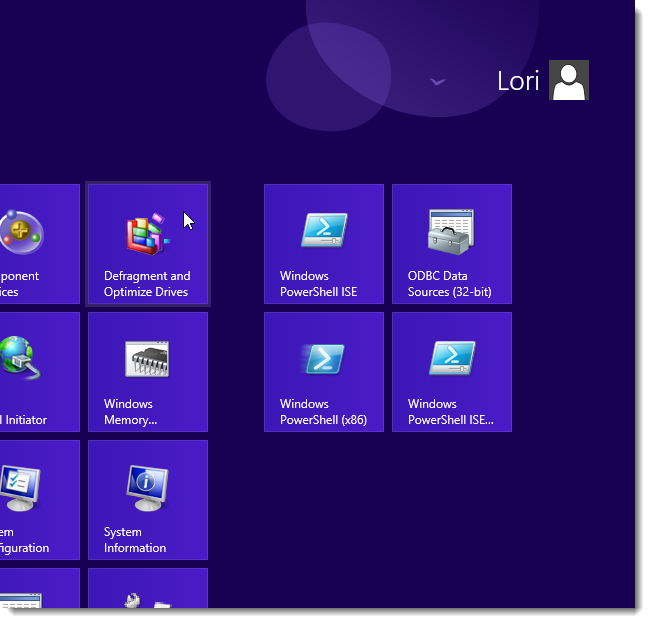 Lori
ponent
ices
Defragment and
Optimize Drives
Windows
PowerShell ISE
ODBC Data
Sources (32-bit)
I Initiator
Windows
Memory...
Windows
PowerShell (x86)
Windows
PowerShell ISE...
em
figuration
System
Information